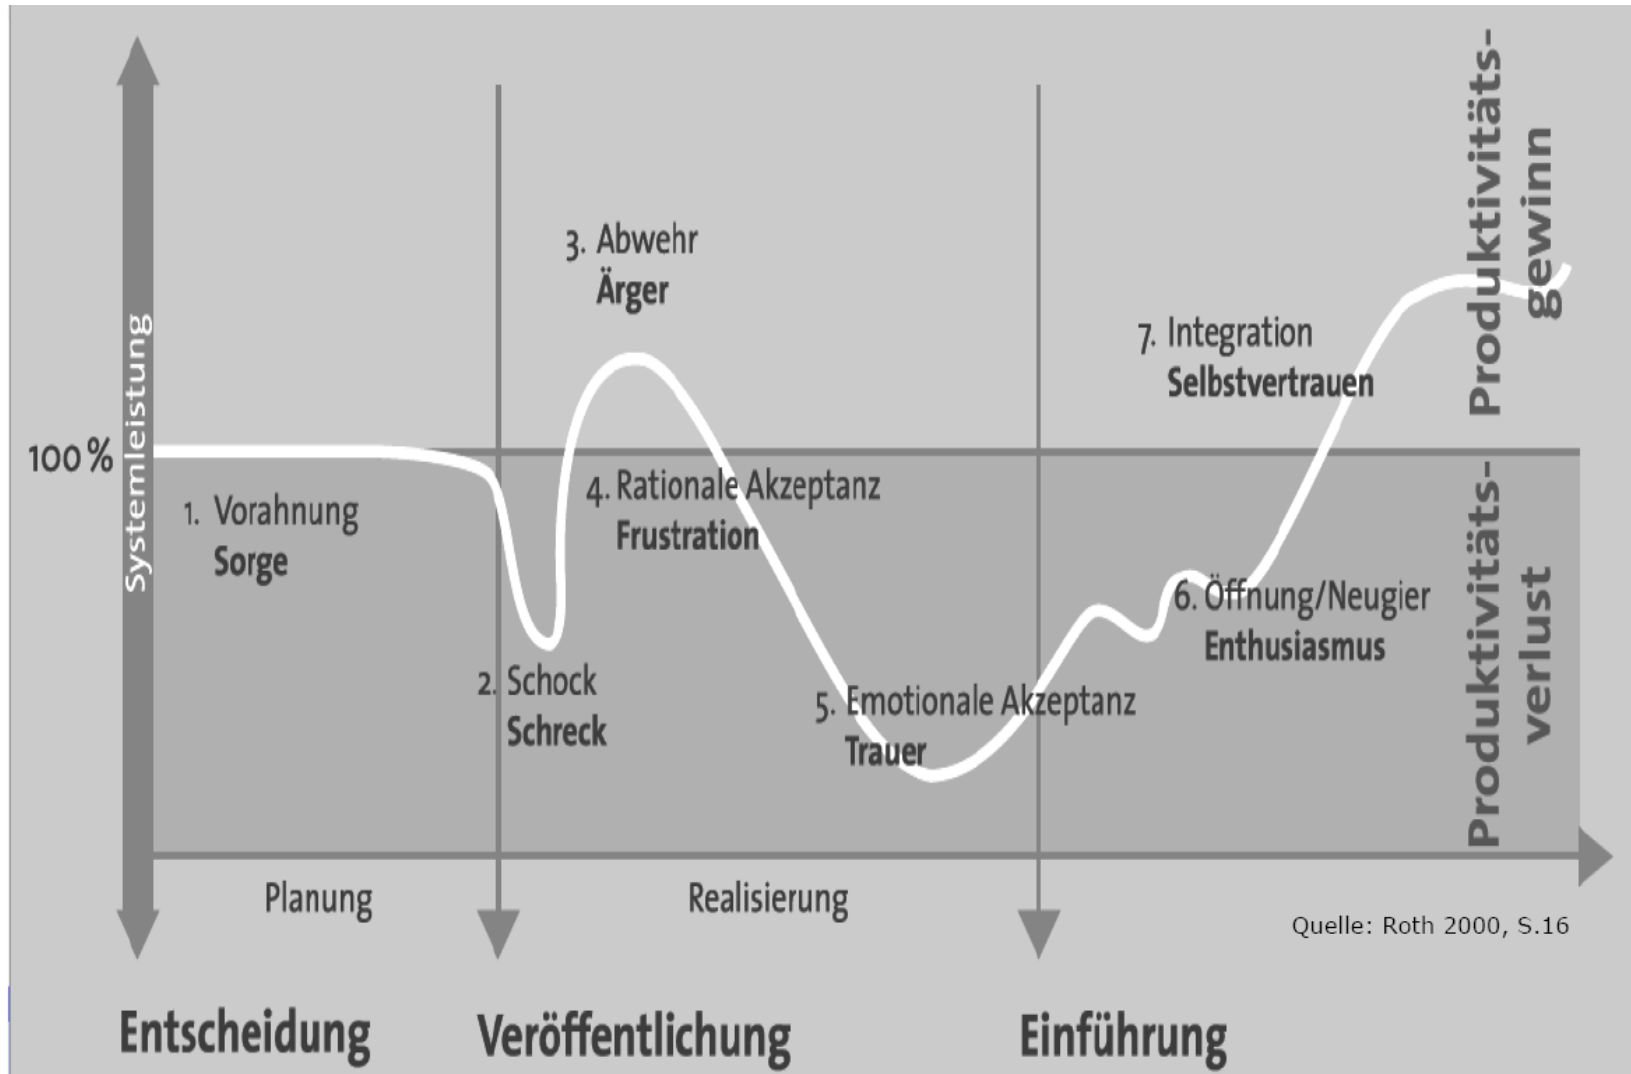 Produktivitäts-
gewinn
3. Abwehr
Ärger
7. Integration
Selbstvertrauen
Systemleistung
100%
4. Rationale Akzeptanz
Frustration
1. Vorahnung
Sorge
Produktivitäts-
verlust
6. Öffnung/Neugier
Enthusiasmus
2. Schock
Schreck
5. Emotionale Akzeptanz
Trauer
Planung
Realisierung
Quelle: Roth 2000, S.16
Entscheidung
Veröffentlichung
Einführung